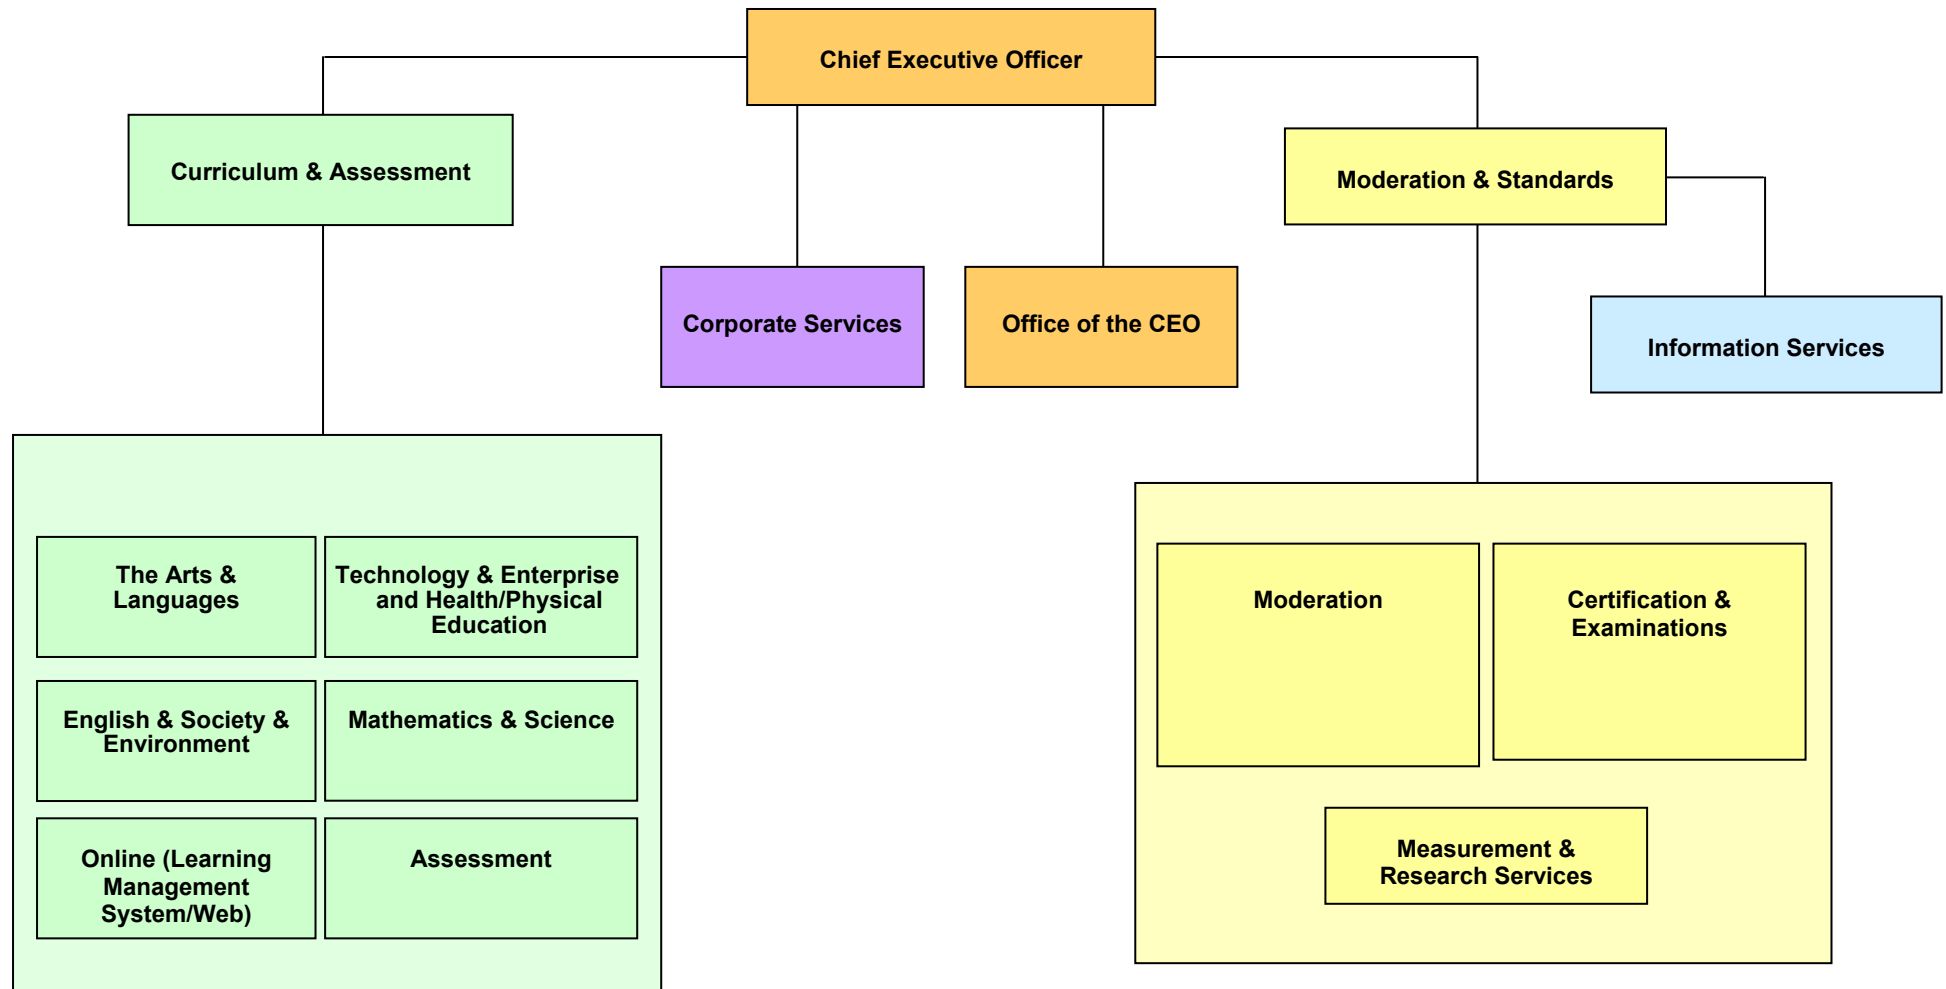 Chief Executive Officer
Curriculum & Assessment
Moderation & Standards
Corporate Services
Office of the CEO
Information Services
The Arts &
Languages
Technology & Enterprise
and Health/Physical
Education
English & Society &
Environment
Mathematics & Science
Online (Learning
Management
System/Web)
Assessment
Moderation
Certification &
Examinations
Measurement &
Research Services